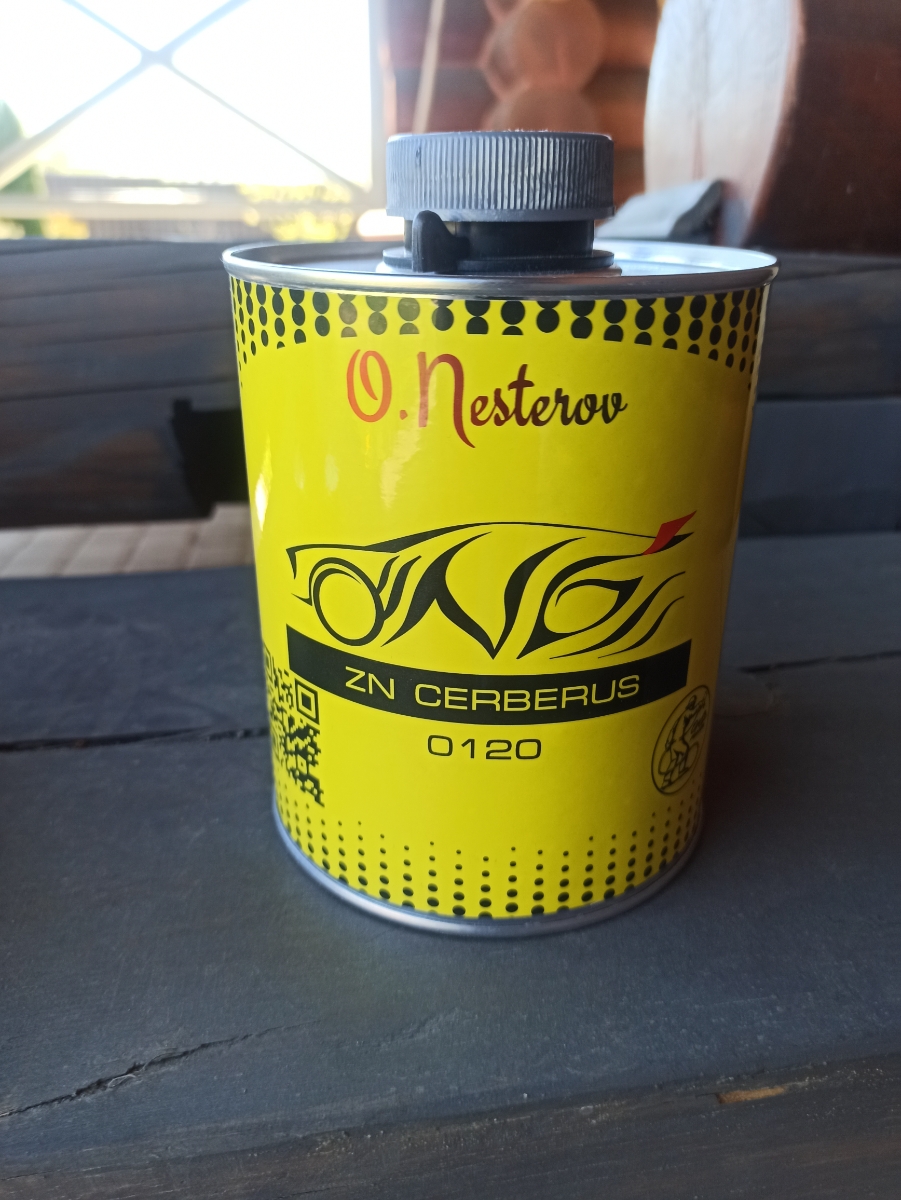 O.Nesterov
ZN CERBERUS
0120